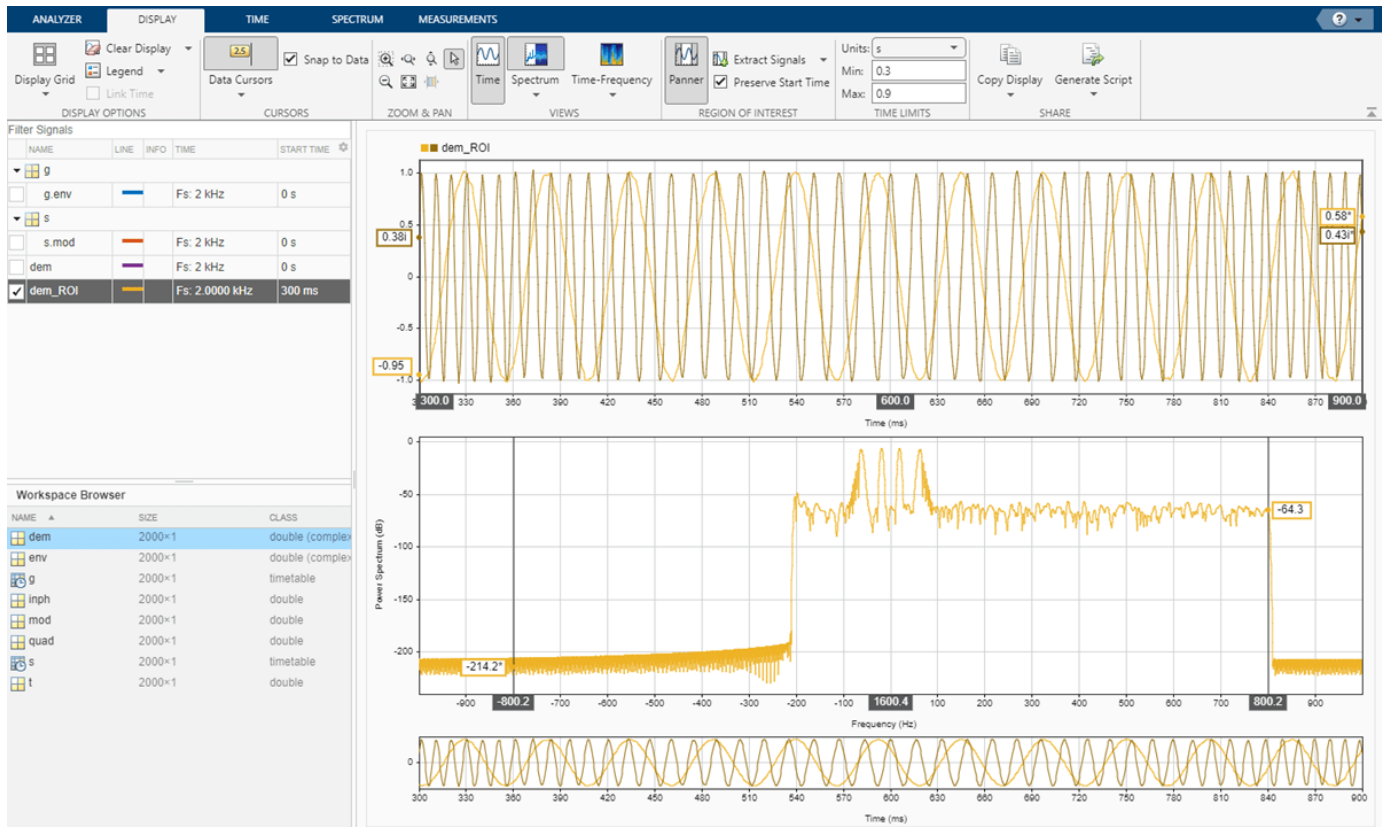 ANALYZER DISPLAY TIME SPECTRUM MEASUREMENTS ?
Display Grid
Clear Display
Legend
Link Time
DISPLAY OPTIONS
2.5
Data Cursors
Snap to Data
CURSORS
ZOOM & PAN
Time Spectrum Time-Frequency
VIEWS
Panner
Extract Signals
Preserve Start Time
REGION OF INTEREST
Units: s
Min: 0.3
Max: 0.9
TIME LIMITS
Copy Display Generate Script
SHARE
Filter Signals
NAME LINE INFO TIME START TIME
g
g.env Fs: 2 kHz 0 s
s
s.mod Fs: 2 kHz 0 s
dem Fs: 2 kHz 0 s
dem_ROI Fs: 2.0000 kHz 300 ms
Workspace Browser
NAME SIZE CLASS
dem 2000×1 double (complex
env 2000×1 double (complex
g 2000×1 timetable
inph 2000×1 double
mod 2000×1 double
quad 2000×1 double
s 2000×1 timetable
t 2000×1 double
dem_ROI
1.0
0.5
0
-0.5
-1.0
0.38i
-0.95
0.58*
0.43i*
300.0 330 360 390 420 450 480 510 540 570 600.0 630 660 690 720 750 780 810 840 870 900.0
Time (ms)
0
-50
-100
-150
-200
Power Spectrum (dB)
-64.3
-214.2*
-900 -800.2 -700 -600 -500 -400 -300 -200 -100 1600.4 100 200 300 400 500 600 700 800.2 900
Frequency (Hz)
0
300 330 360 390 420 450 480 510 540 570 600 630 660 690 720 750 780 810 840 870 900
Time (ms)